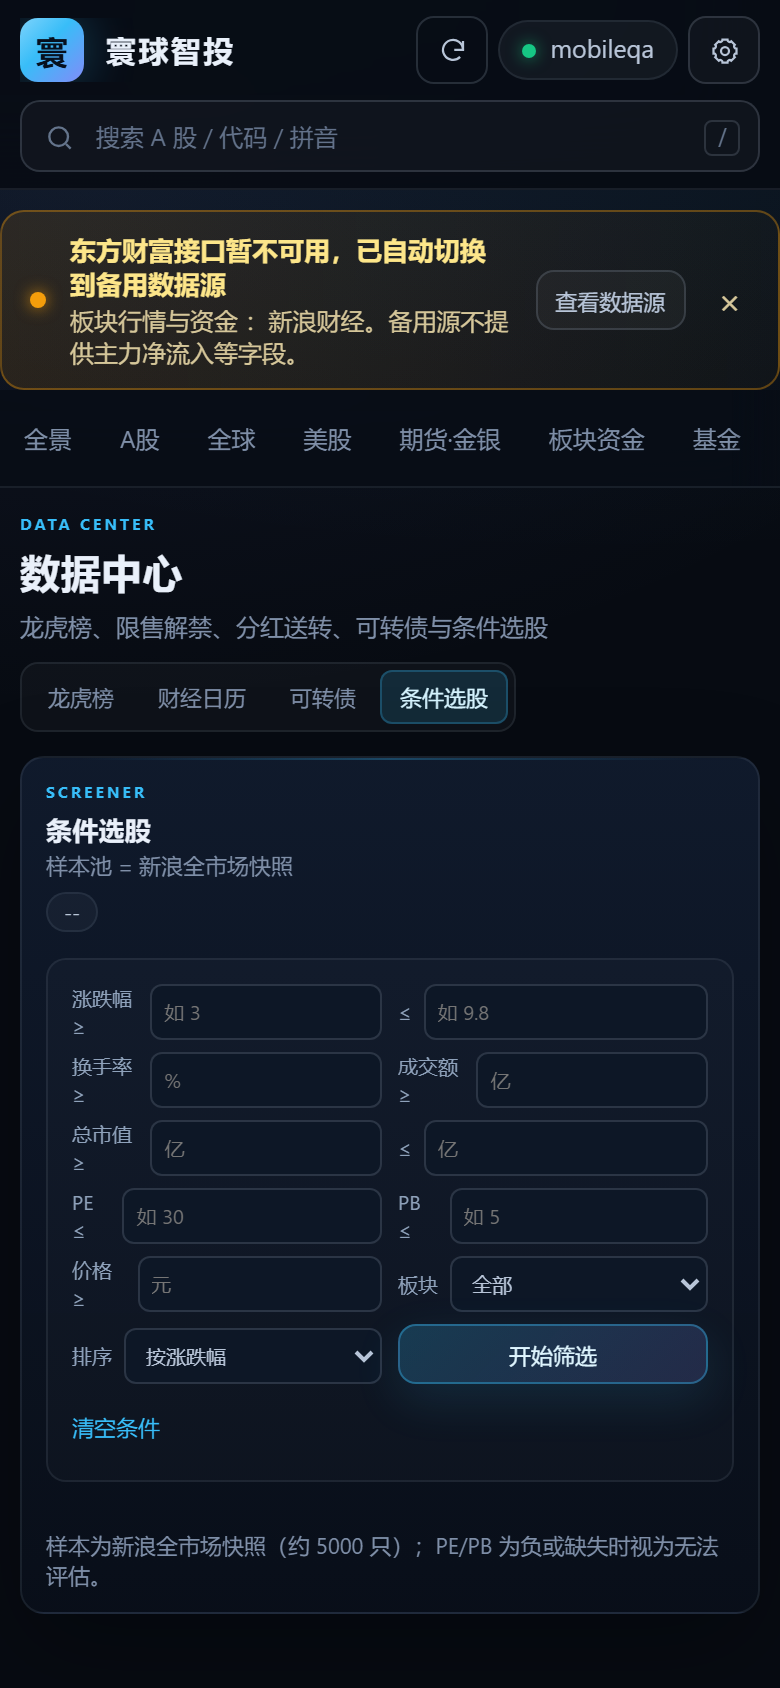 寰 寰球智投 mobileqa
搜索 A 股 / 代码 / 拼音 /
东方财富接口暂不可用，已自动切换
到备用数据源
板块行情与资金 ：新浪财经。备用源不提
供主力净流入等字段。
查看数据源 ×
全景 A股 全球 美股 期货·金银 板块资金 基金
DATA CENTER
数据中心
龙虎榜、限售解禁、分红送转、可转债与条件选股
龙虎榜 财经日历 可转债 条件选股
SCREENER
条件选股
样本池 = 新浪全市场快照
--
涨跌幅 ≥ 如 3 ≤ 如 9.8
换手率 ≥ % 成交额 ≥ 亿
总市值 ≥ 亿 ≤ 亿
PE ≤ 如 30 PB ≤ 如 5
价格 ≥ 元 板块 全部
排序 按涨跌幅 开始筛选
清空条件
样本为新浪全市场快照（约 5000 只）；PE/PB 为负或缺失时视为无法
评估。